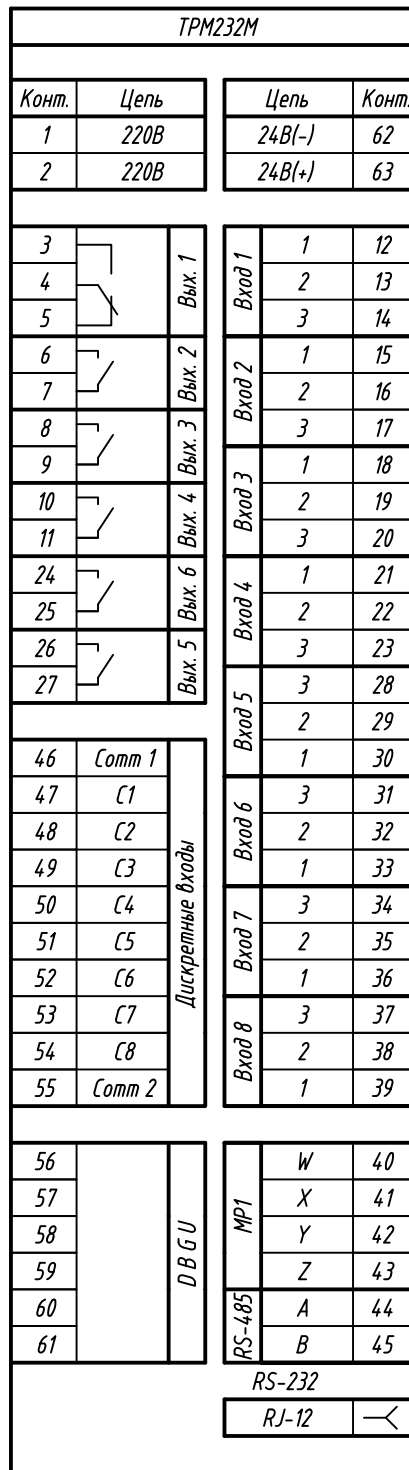 ТРМ232М
Конт. Цепь Цепь Конт.
1 220В 24В(-) 62
2 220В 24В(+) 63
3
4
5
Вых. 1
6
7
Вых. 2
8
9
Вых. 3
10
11
Вых. 4
24
25
Вых. 6
26
27
Вых. 5
46 Comm 1
47 C1
48 C2
49 C3
50 C4
51 C5
52 C6
53 C7
54 C8
55 Comm 2
Дискретные входы
56
57
58
59
60
61
D B G U
Вход 1
1 12
2 13
3 14
Вход 2
1 15
2 16
3 17
Вход 3
1 18
2 19
3 20
Вход 4
1 21
2 22
3 23
Вход 5
3 28
2 29
1 30
Вход 6
3 31
2 32
1 33
Вход 7
3 34
2 35
1 36
Вход 8
3 37
2 38
1 39
МР1
W 40
X 41
Y 42
Z 43
RS-485
A 44
B 45
RS-232
RJ-12